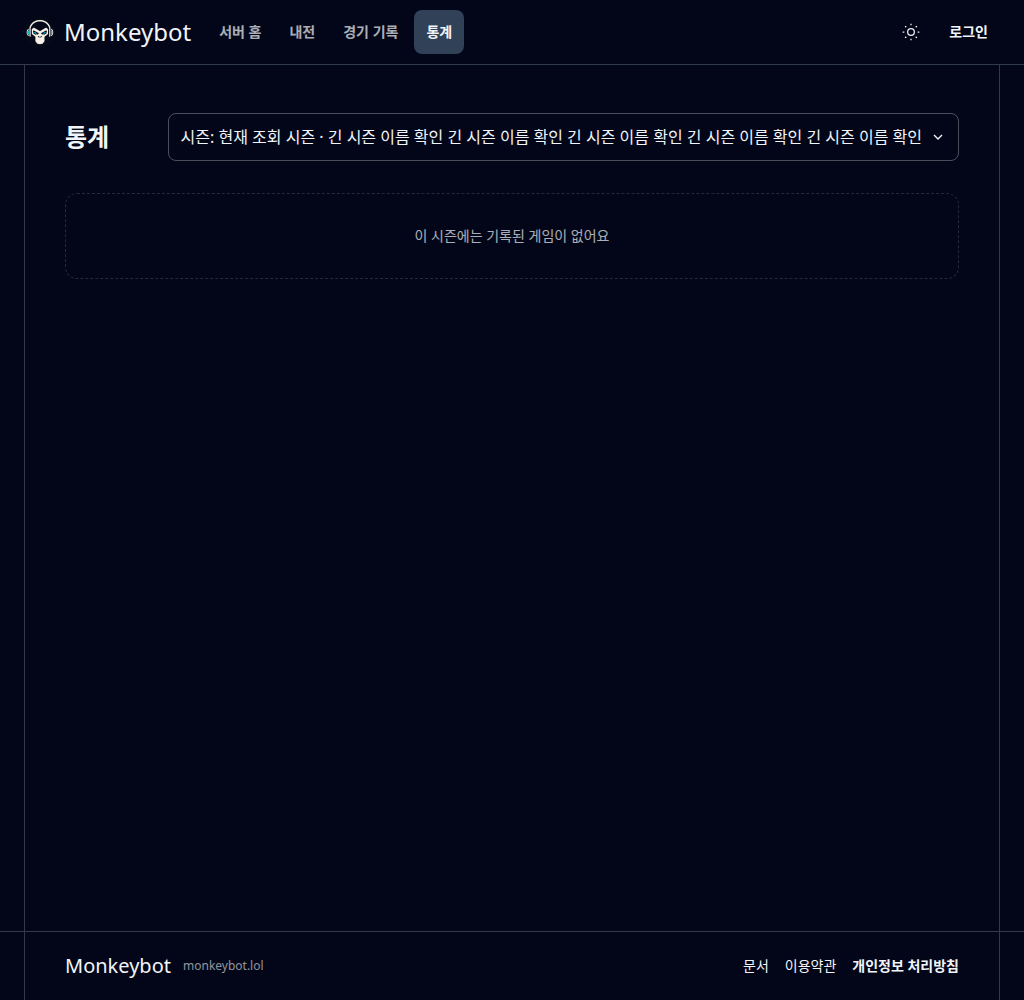 Monkeybot 서버 홈 내전 경기 기록 통계 로그인
통계
시즌: 현재 조회 시즌 · 긴 시즌 이름 확인 긴 시즌 이름 확인 긴 시즌 이름 확인 긴 시즌 이름 확인 긴 시즌 이름 확인
이 시즌에는 기록된 게임이 없어요
Monkeybot monkeybot.lol 문서 이용약관 개인정보 처리방침